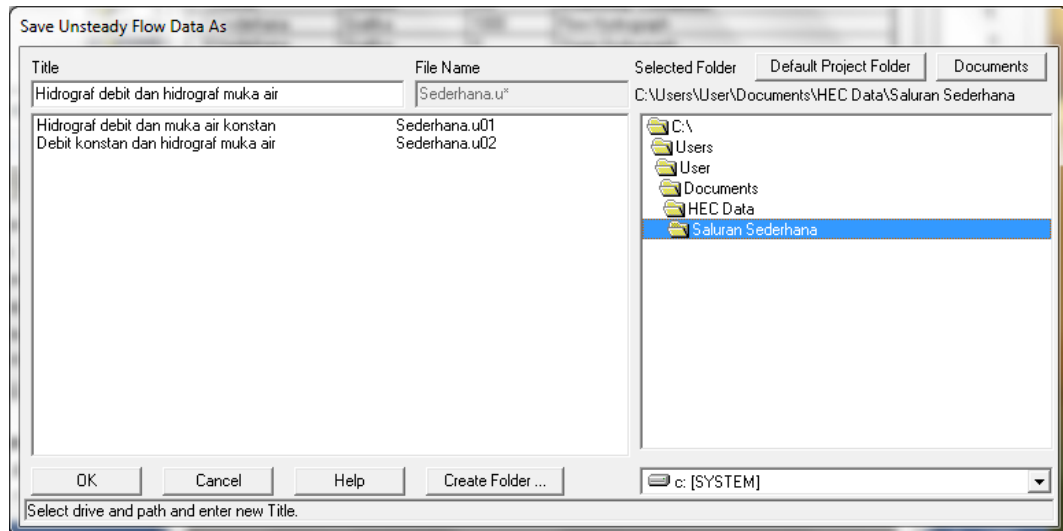 Save Unsteady Flow Data As
Title
File Name
Selected Folder
Default Project Folder
Documents
Hidrograf debit dan hidrograf muka air
Sederhana.u*
C:\Users\User\Documents\HEC Data\Saluran Sederhana
Hidrograf debit dan muka air konstan Sederhana.u01
Debit konstan dan hidrograf muka air Sederhana.u02
C:\
Users
User
Documents
HEC Data
Saluran Sederhana
OK
Cancel
Help
Create Folder ...
c: [SYSTEM]
Select drive and path and enter new Title.